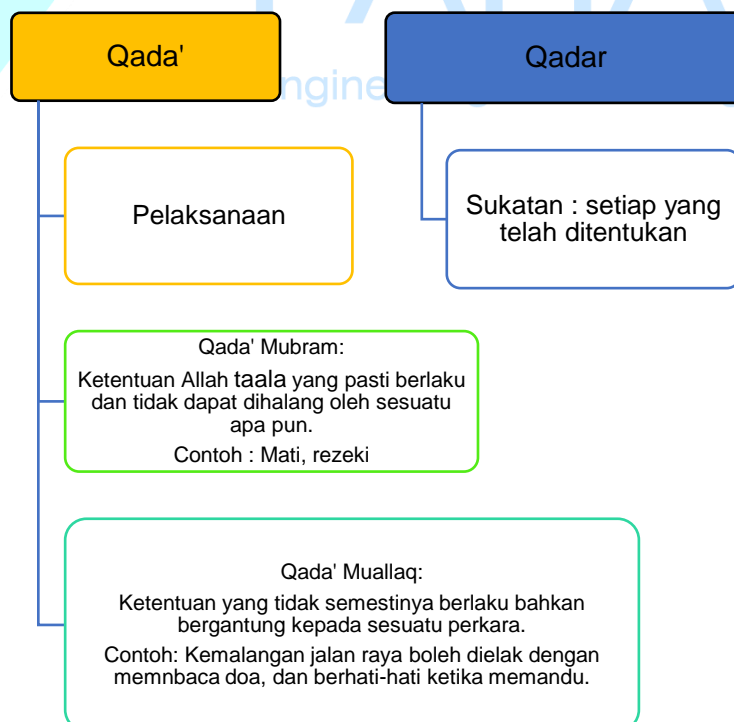 Qada'
Qadar
ngine
Pelaksanaan
Sukatan : setiap yang
telah ditentukan
Qada' Mubram:
Ketentuan Allah taala yang pasti berlaku
dan tidak dapat dihalang oleh sesuatu
apa pun.
Contoh : Mati, rezeki
Qada' Muallaq:
Ketentuan yang tidak semestinya berlaku bahkan
bergantung kepada sesuatu perkara.
Contoh: Kemalangan jalan raya boleh dielak dengan
memnbaca doa, dan berhati-hati ketika memandu.